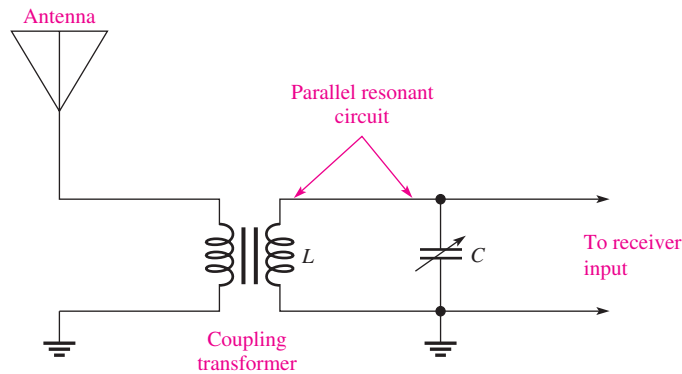 Antenna
Parallel resonant
circuit
L
C
To receiver
input
Coupling
transformer